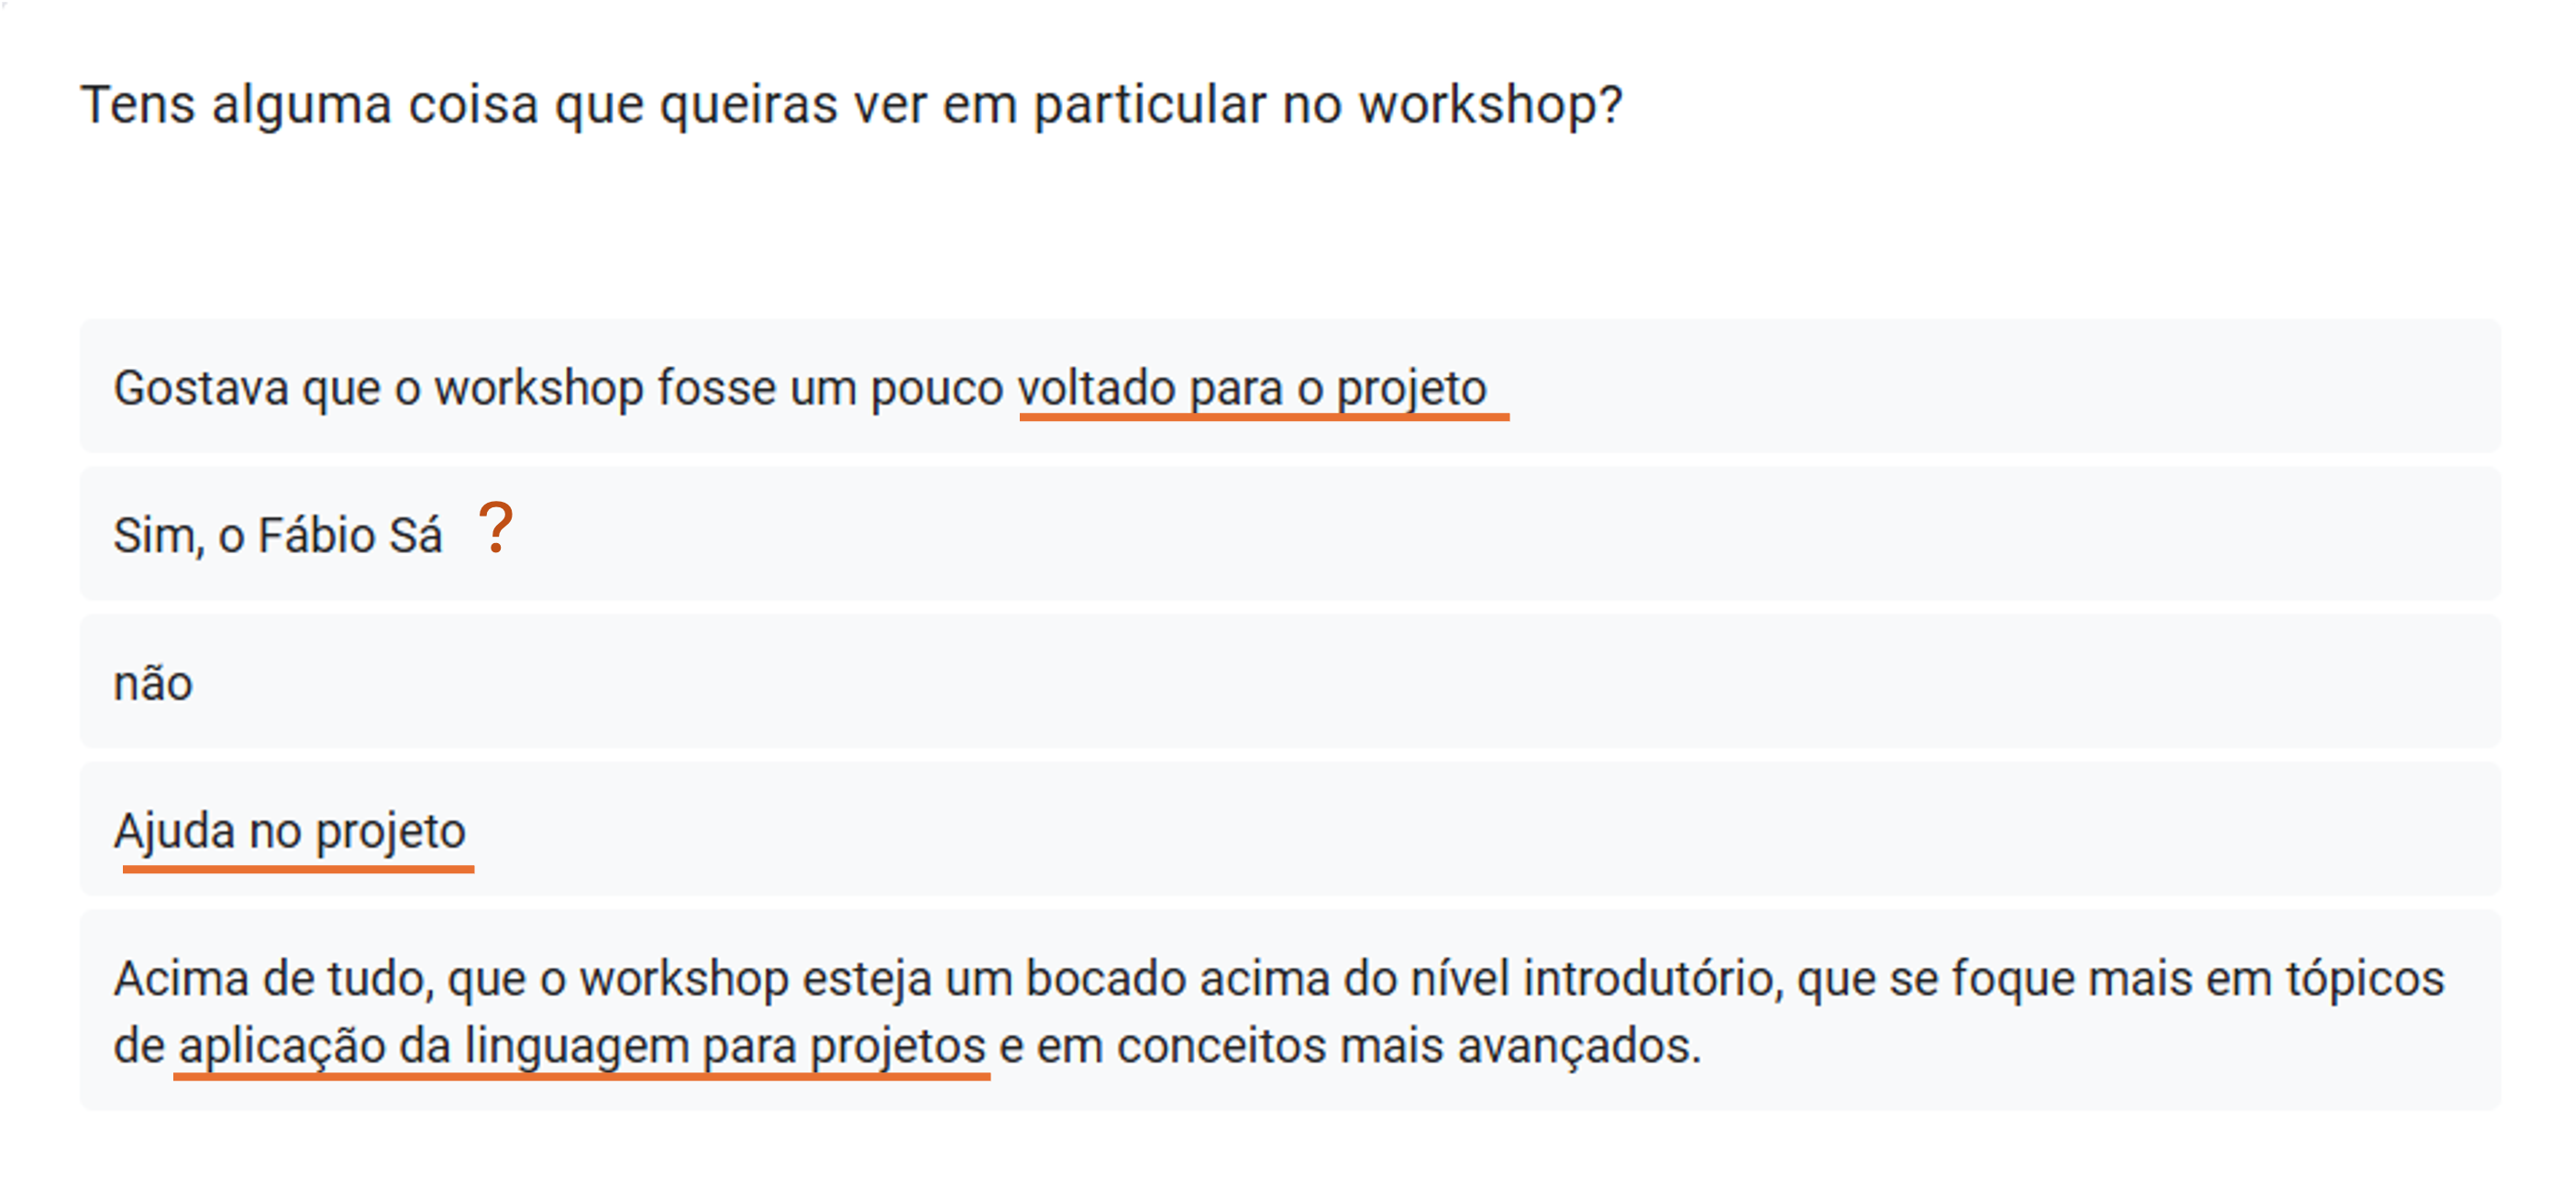 Tens alguma coisa que queiras ver em particular no workshop?
Gostava que o workshop fosse um pouco voltado para o projeto
Sim, o Fábio Sá ?
não
Ajuda no projeto
Acima de tudo, que o workshop esteja um bocado acima do nível introdutório, que se foque mais em tópicos
de aplicação da linguagem para projetos e em conceitos mais avançados.